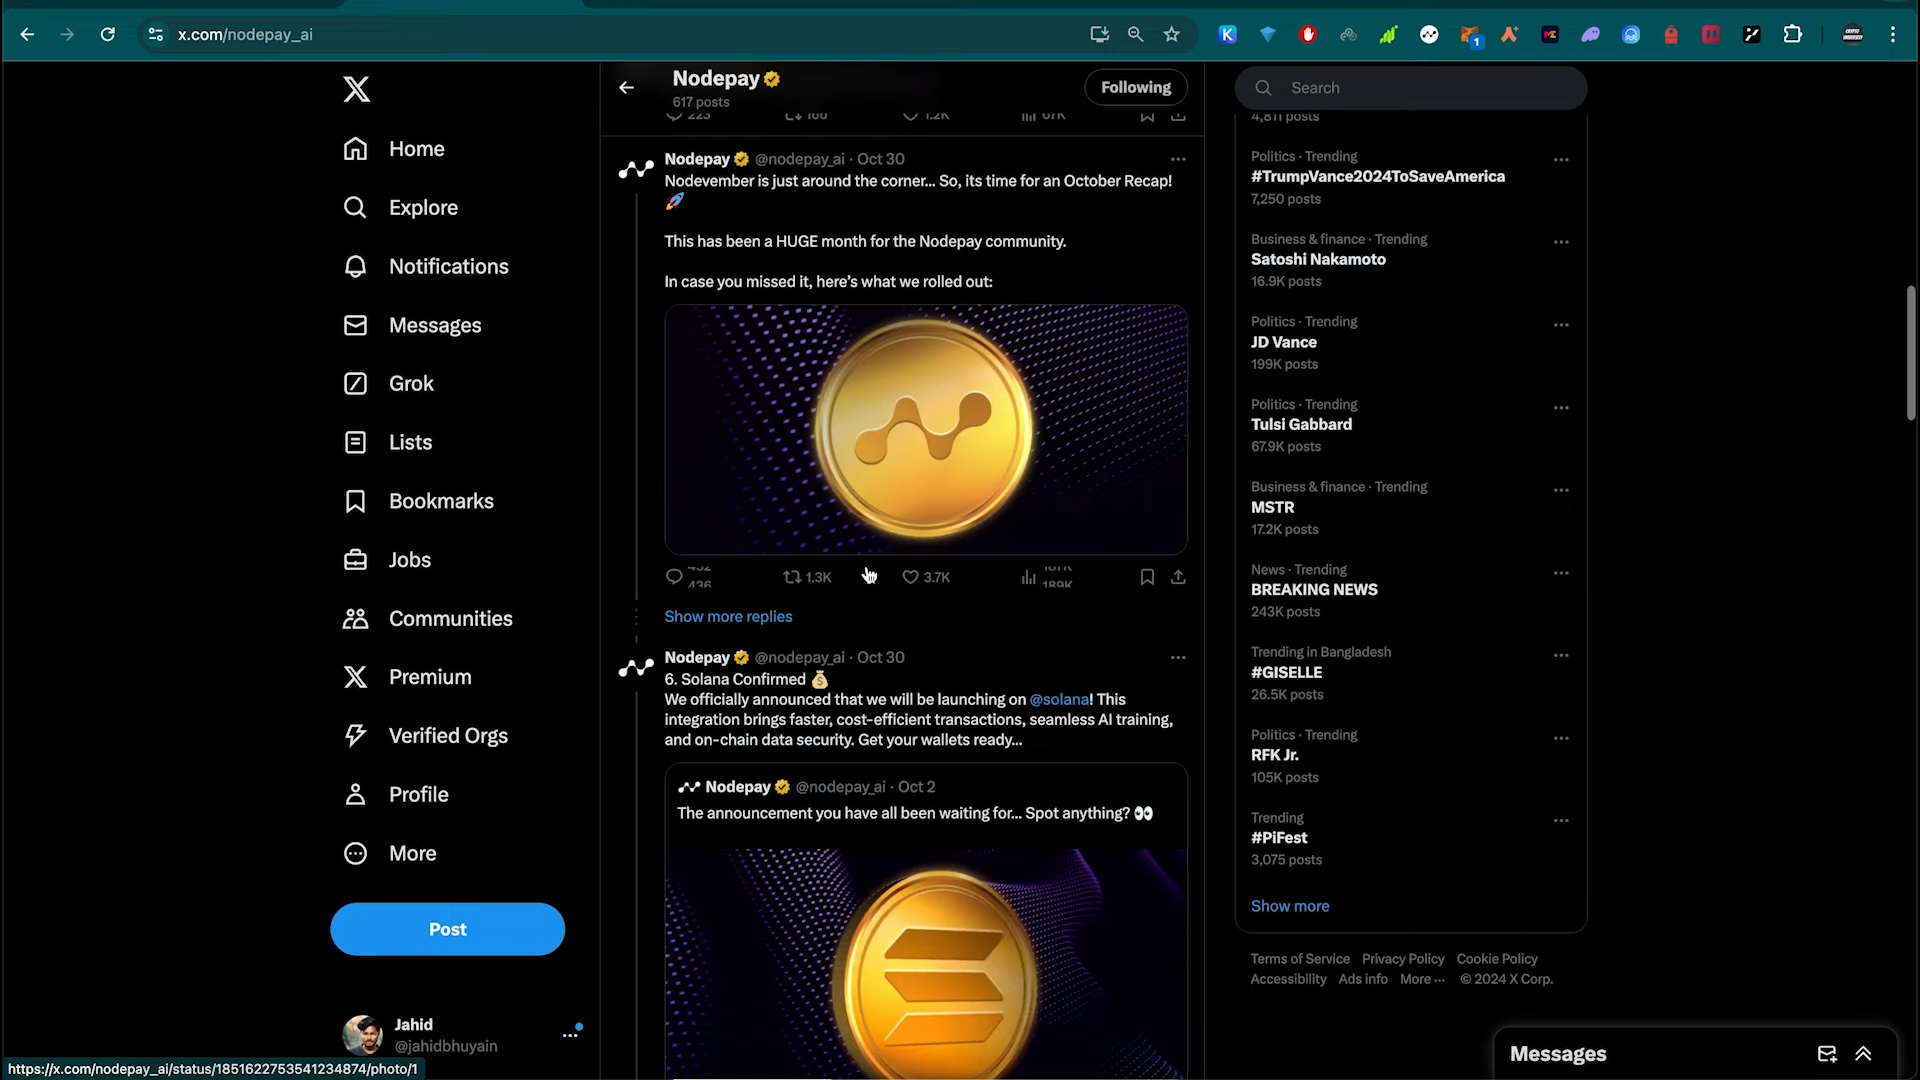 x.com/nodepay_ai
Home
Explore
Notifications
Messages
Grok
Lists
Bookmarks
Jobs
Communities
Premium
Verified Orgs
Profile
More
Post
Jahid
@jahidbhuyain
https://x.com/nodepay_ai/status/1851622753541234874/photo/1
Nodepay
617 posts
Following
223 166 1.2K 67K
Nodepay @nodepay_ai · Oct 30
Nodevember is just around the corner... So, its time for an October Recap!
🚀
This has been a HUGE month for the Nodepay community.
In case you missed it, here's what we rolled out:
436 1.3K 3.7K 189K
Show more replies
Nodepay @nodepay_ai · Oct 30
6. Solana Confirmed 💰
We officially announced that we will be launching on @solana! This
integration brings faster, cost-efficient transactions, seamless AI training,
and on-chain data security. Get your wallets ready...
Nodepay @nodepay_ai · Oct 2
The announcement you have all been waiting for... Spot anything? 👀
Search
4,811 posts
Politics · Trending
#TrumpVance2024ToSaveAmerica
7,250 posts
Business & finance · Trending
Satoshi Nakamoto
16.9K posts
Politics · Trending
JD Vance
199K posts
Politics · Trending
Tulsi Gabbard
67.9K posts
Business & finance · Trending
MSTR
17.2K posts
News · Trending
BREAKING NEWS
243K posts
Trending in Bangladesh
#GISELLE
26.5K posts
Politics · Trending
RFK Jr.
105K posts
Trending
#PiFest
3,075 posts
Show more
Terms of Service Privacy Policy Cookie Policy
Accessibility Ads info More ··· © 2024 X Corp.
Messages